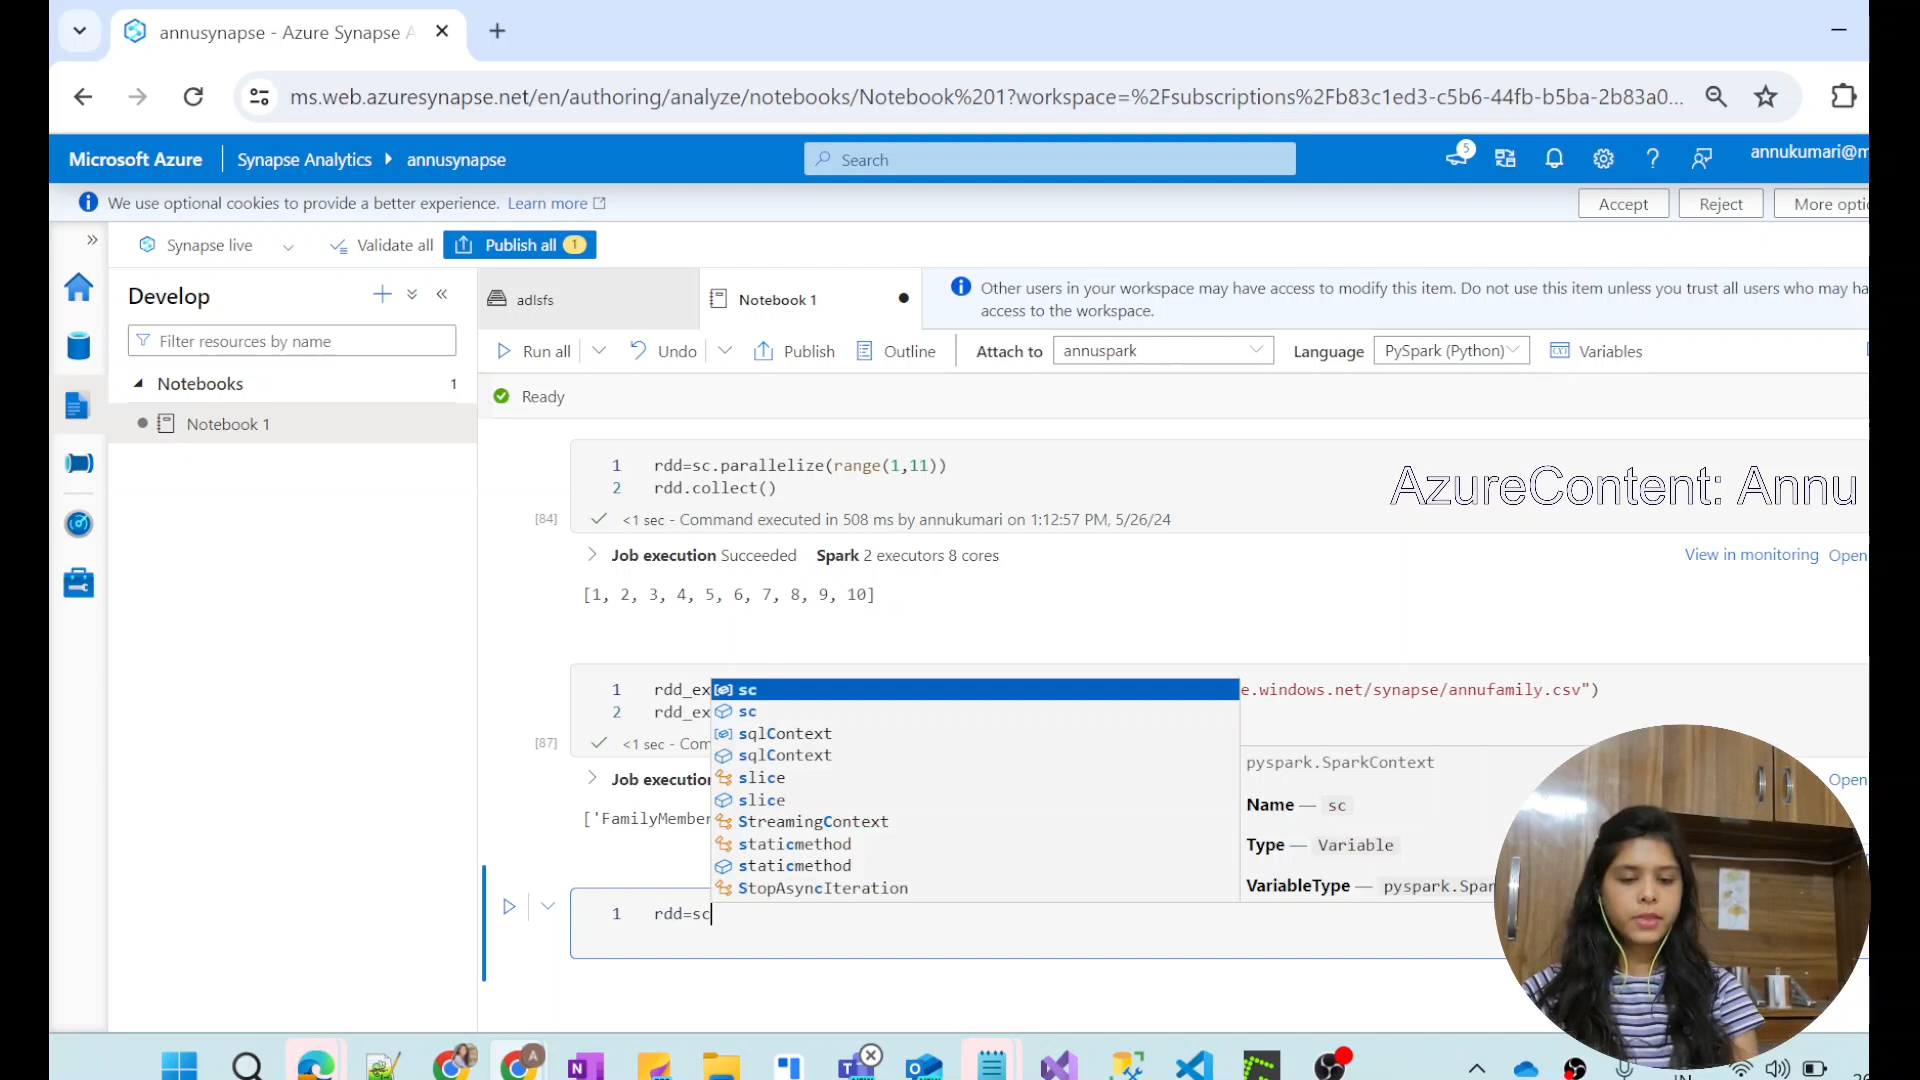 annusynapse - Azure Synapse A
ms.web.azuresynapse.net/en/authoring/analyze/notebooks/Notebook%201?workspace=%2Fsubscriptions%2Fb83c1ed3-c5b6-44fb-b5ba-2b83a0...
Microsoft Azure Synapse Analytics annusynapse Search 5 annukumari@m
We use optional cookies to provide a better experience. Learn more Accept Reject More opti
Synapse live Validate all Publish all 1
Develop
Filter resources by name
Notebooks 1
Notebook 1
adlsfs Notebook 1
Other users in your workspace may have access to modify this item. Do not use this item unless you trust all users who may ha
access to the workspace.
Run all Undo Publish Outline Attach to annuspark Language PySpark (Python) Variables
Ready
1 rdd=sc.parallelize(range(1,11))
2 rdd.collect()
AzureContent: Annu
[84] <1 sec - Command executed in 508 ms by annukumari on 1:12:57 PM, 5/26/24
Job execution Succeeded Spark 2 executors 8 cores View in monitoring Open
[1, 2, 3, 4, 5, 6, 7, 8, 9, 10]
1 rdd_ex e.windows.net/synapse/annufamily.csv")
2 rdd_ex
[87] <1 sec - Com
Job execution Open
['FamilyMember
sc
sc
sqlContext
sqlContext
slice
slice
StreamingContext
staticmethod
staticmethod
StopAsyncIteration
pyspark.SparkContext
Name — sc
Type — Variable
VariableType — pyspark.Spar
1 rdd=sc